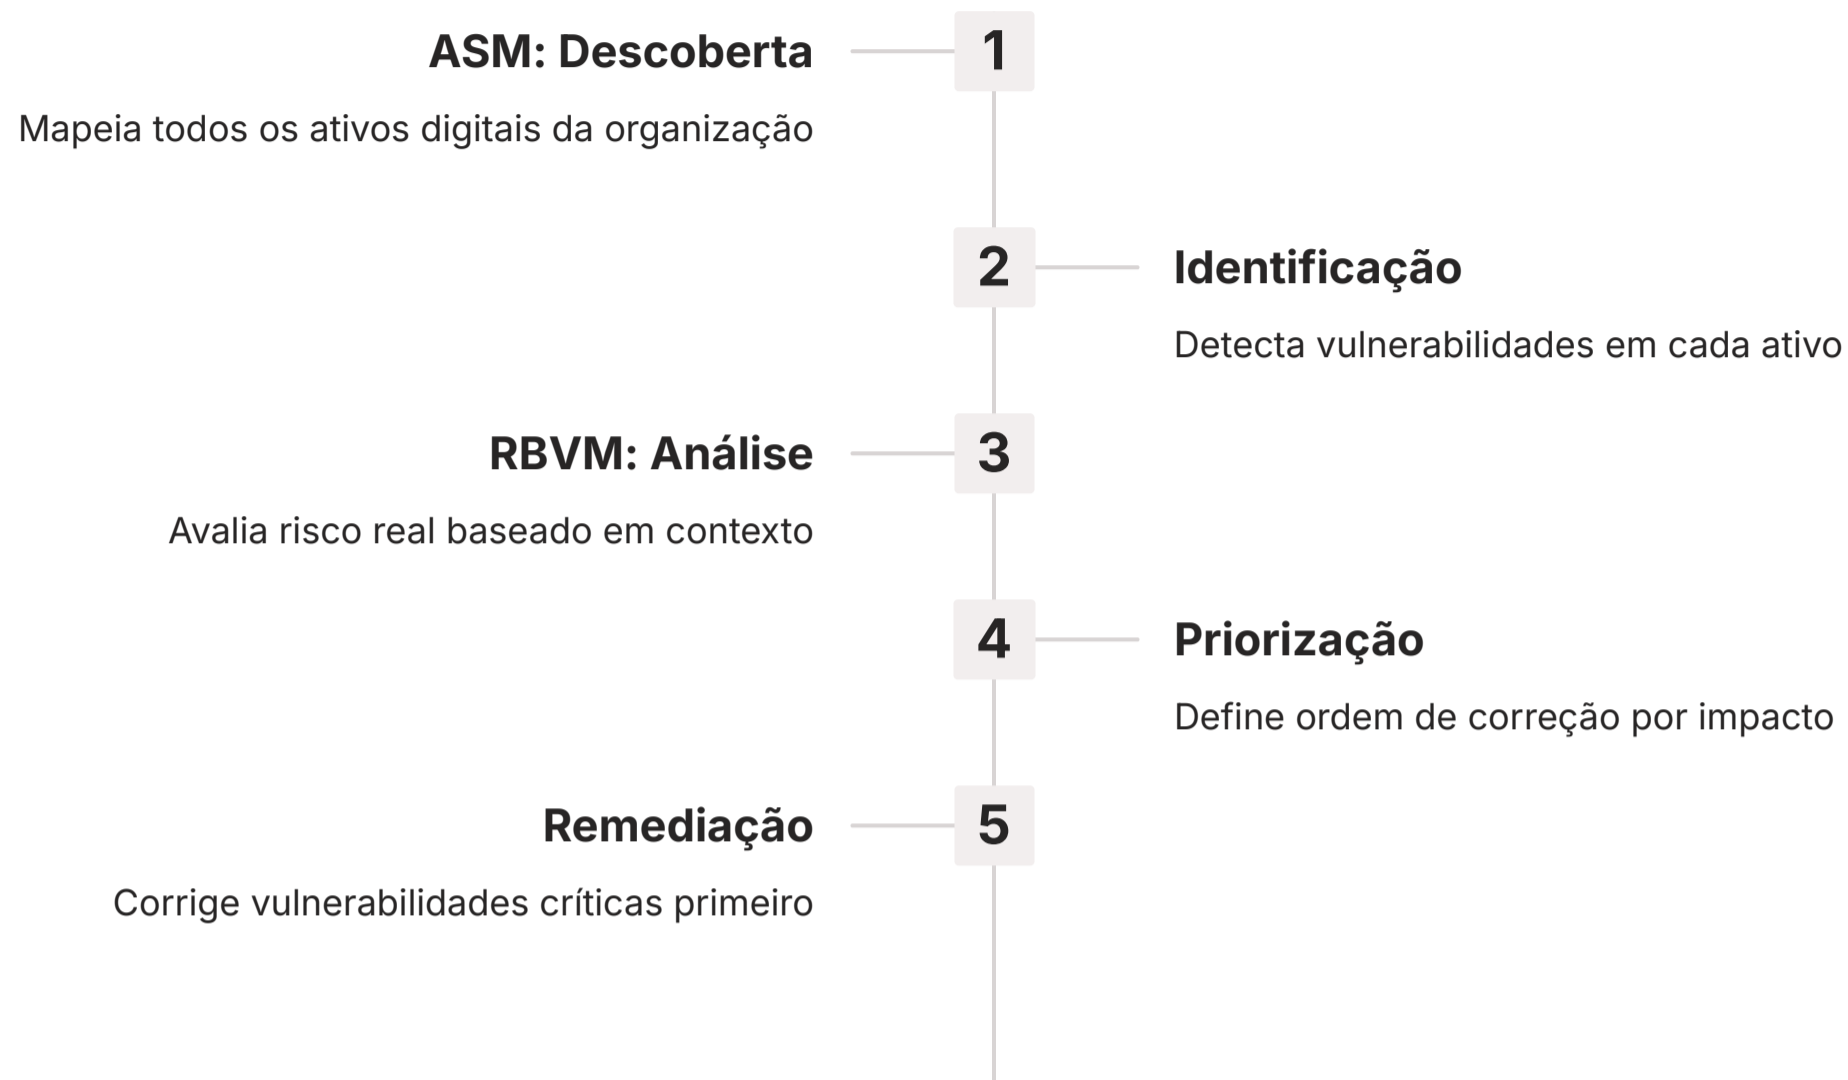 ASM: Descoberta
1
Mapeia todos os ativos digitais da organização
2
Identificação
Detecta vulnerabilidades em cada ativo
RBVM: Análise
3
Avalia risco real baseado em contexto
4
Priorização
Define ordem de correção por impacto
Remediação
5
Corrige vulnerabilidades críticas primeiro